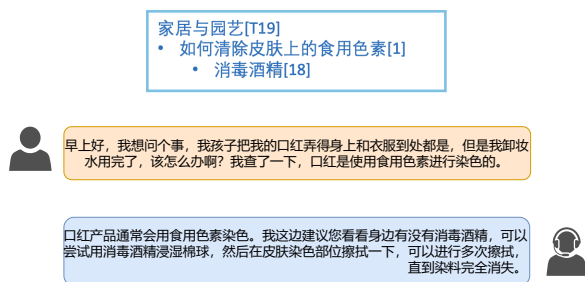 家居与园艺[T19]
• 如何清除皮肤上的食用色素[1]
• 消毒酒精[18]
早上好，我想问个事，我孩子把我的口红弄得身上和衣服到处都是，但是我卸妆
水用完了，该怎么办啊？我查了一下，口红是使用食用色素进行染色的。
口红产品通常会用食用色素染色。我这边建议您看看身边有没有消毒酒精，可以
尝试用消毒酒精浸湿棉球，然后在皮肤染色部位擦拭一下，可以进行多次擦拭，
直到染料完全消失。